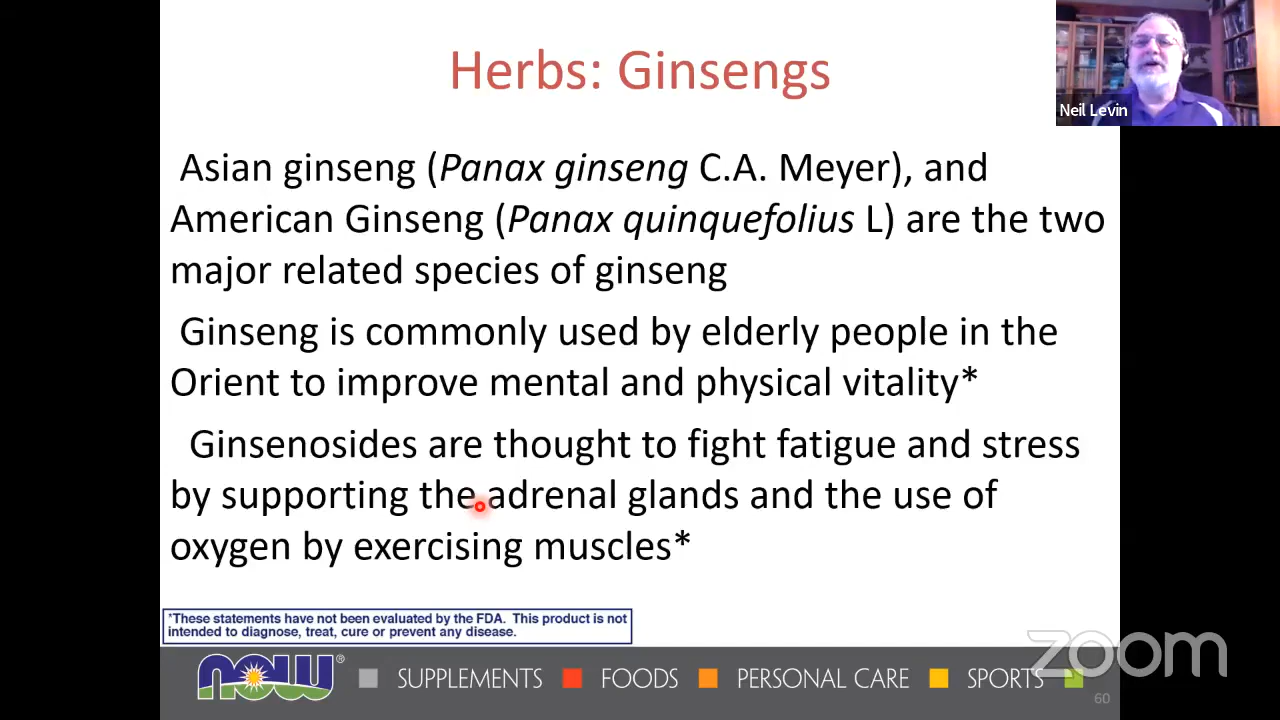 Herbs: Ginsengs
Neil Levin
Asian ginseng (Panax ginseng C.A. Meyer), and
American Ginseng (Panax quinquefolius L) are the two
major related species of ginseng
Ginseng is commonly used by elderly people in the
Orient to improve mental and physical vitality*
Ginsenosides are thought to fight fatigue and stress
by supporting the adrenal glands and the use of
oxygen by exercising muscles*
*These statements have not been evaluated by the FDA. This product is not
intended to diagnose, treat, cure or prevent any disease.
NOW® SUPPLEMENTS FOODS PERSONAL CARE SPORTS
zoom
60